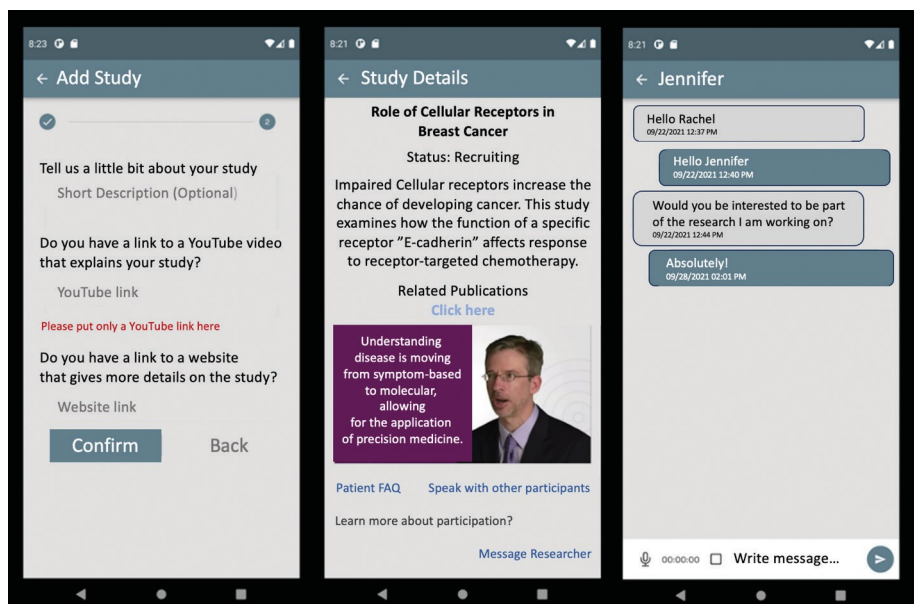 8:23
← Add Study
2
Tell us a little bit about your study
Short Description (Optional)
Do you have a link to a YouTube video
that explains your study?
YouTube link
Please put only a YouTube link here
Do you have a link to a website
that gives more details on the study?
Website link
Confirm
Back
8:21
← Study Details
Role of Cellular Receptors in
Breast Cancer
Status: Recruiting
Impaired Cellular receptors increase the
chance of developing cancer. This study
examines how the function of a specific
receptor ”E-cadherin” affects response
to receptor-targeted chemotherapy.
Related Publications
Click here
Understanding
disease is moving
from symptom-based
to molecular,
allowing
for the application
of precision medicine.
Patient FAQ
Speak with other participants
Learn more about participation?
Message Researcher
8:21
← Jennifer
Hello Rachel
09/22/2021 12:37 PM
Hello Jennifer
09/22/2021 12:40 PM
Would you be interested to be part
of the research I am working on?
09/22/2021 12:44 PM
Absolutely!
09/28/2021 02:01 PM
00:00:00
Write message...